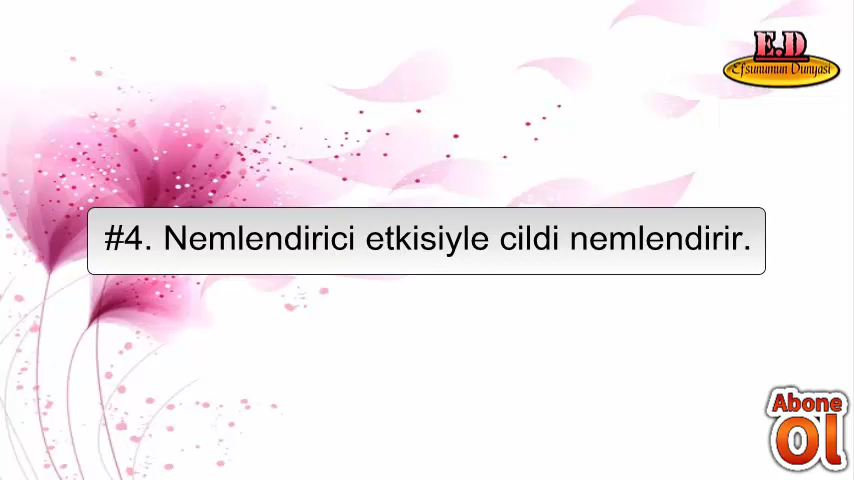 E.D
Efsunumun Dunyasi
#4. Nemlendirici etkisiyle cildi nemlendirir.
Abone
Ol